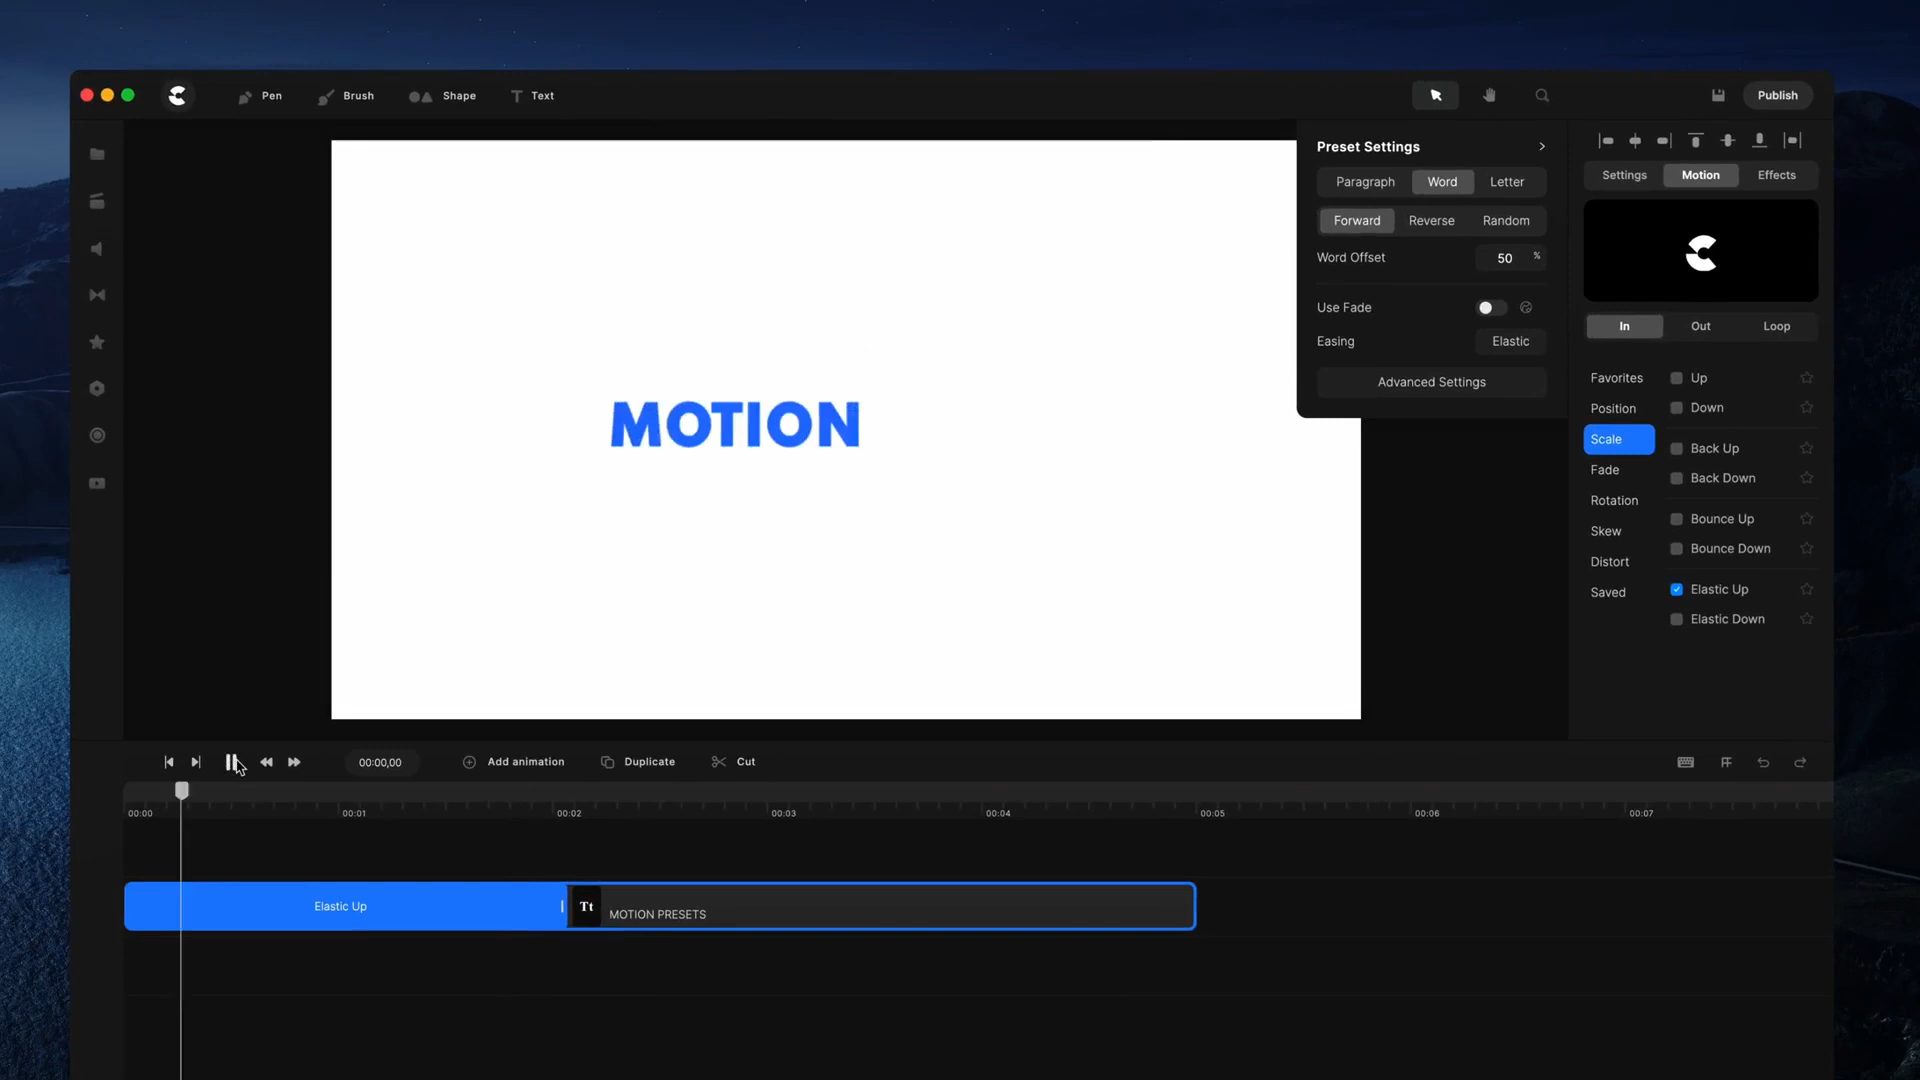 Pen Brush Shape Text Publish
Preset Settings
Paragraph Word Letter
Forward Reverse Random
Word Offset 50 %
Use Fade
Easing Elastic
Advanced Settings
Settings Motion Effects
In Out Loop
Favorites
Position
Scale
Fade
Rotation
Skew
Distort
Saved
Up
Down
Back Up
Back Down
Bounce Up
Bounce Down
Elastic Up
Elastic Down
MOTION
00:00,00 Add animation Duplicate Cut
00:00 00:01 00:02 00:03 00:04 00:05 00:06 00:07
Elastic Up Tt MOTION PRESETS